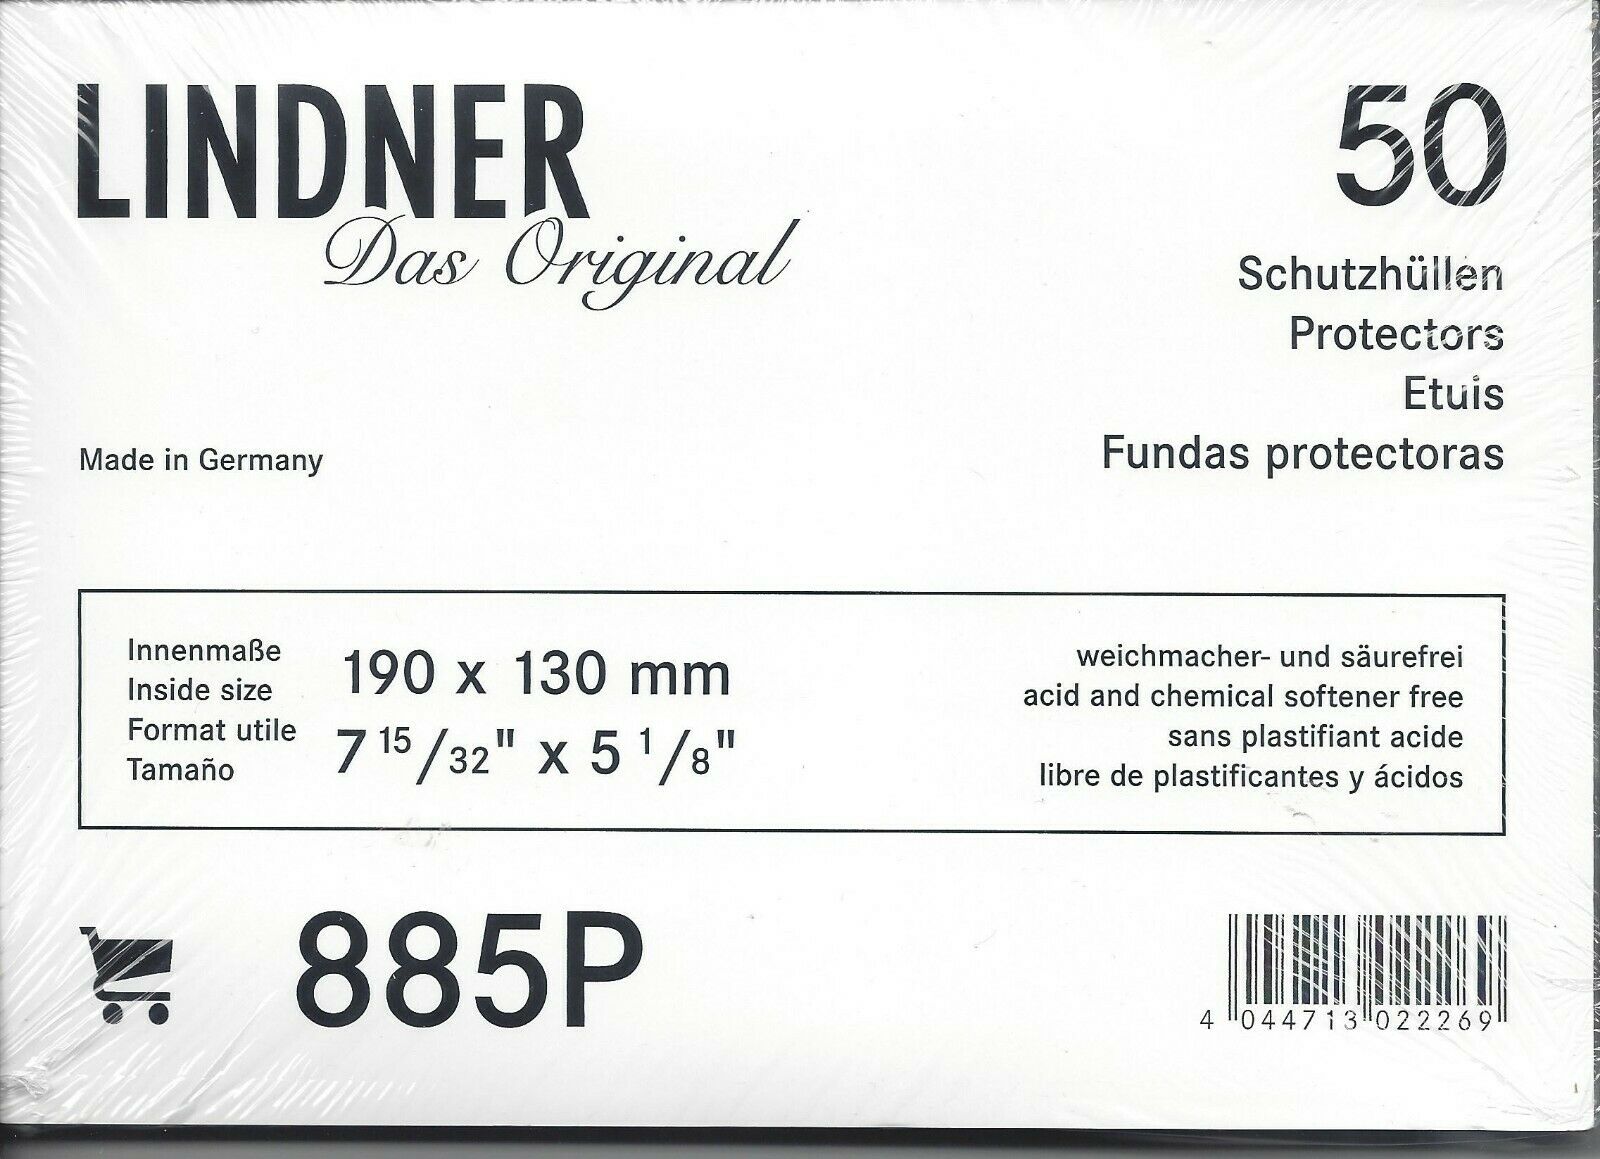 LINDNER
Das Original
50
Schutzhüllen
Protectors
Etuis
Fundas protectoras
Made in Germany
Innenmaße
Inside size
Format utile
Tamaño
190 x 130 mm
7 15/32" x 5 1/8"
weichmacher- und säurefrei
acid and chemical softener free
sans plastifiant acide
libre de plastificantes y ácidos
885P
4 044713 022269